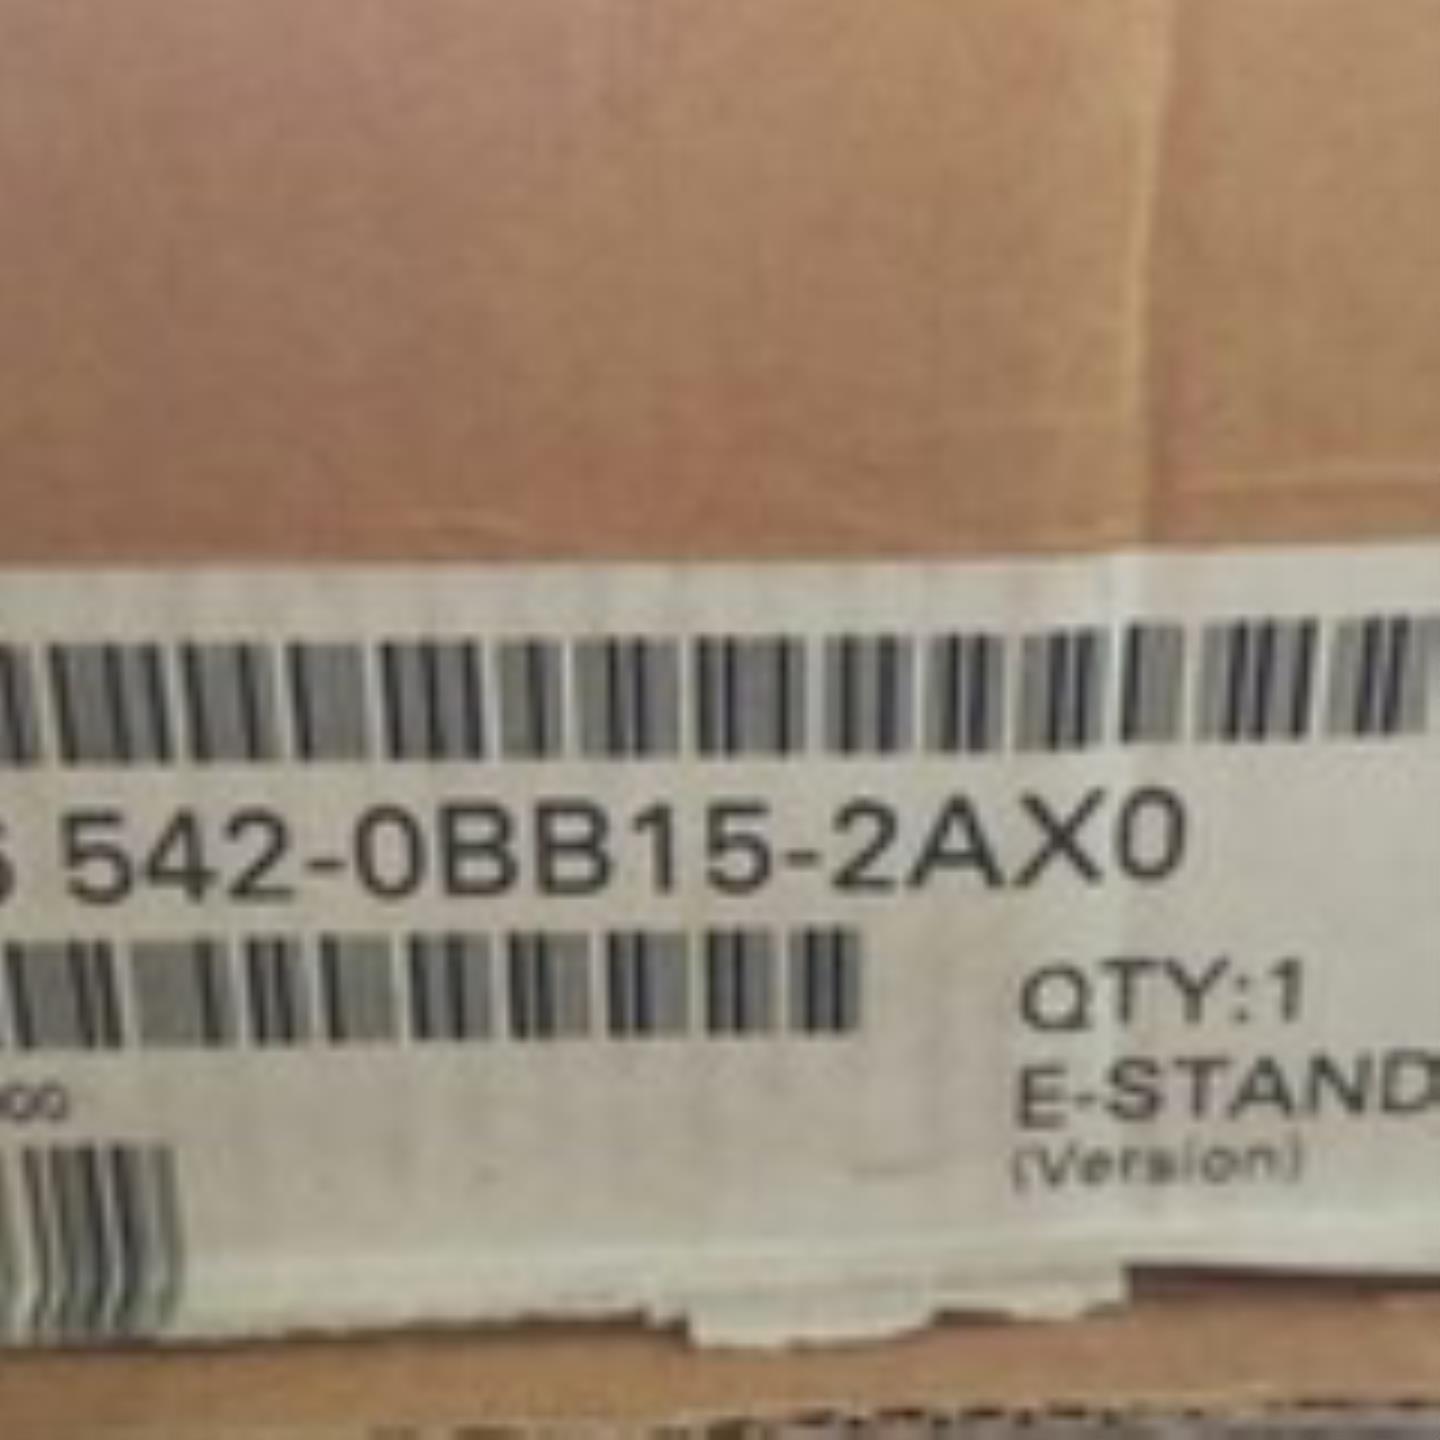 542-0BB15-2AX0
QTY:1
E-STAND
(Version)